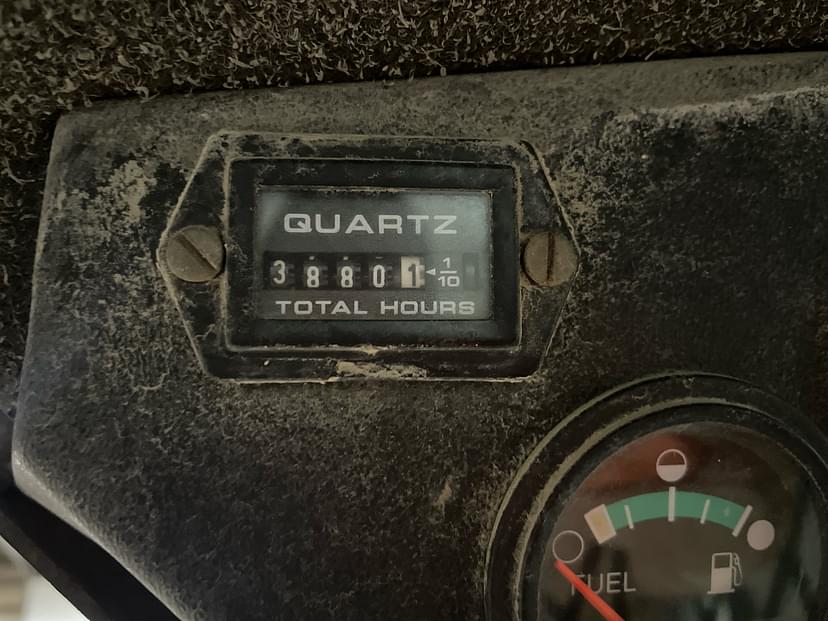 QUARTZ
38801 1/10
TOTAL HOURS
FUEL